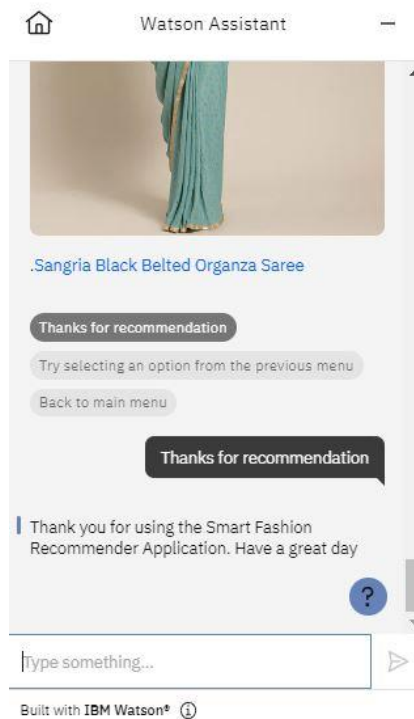 Watson Assistant
.Sangria Black Belted Organza Saree
Thanks for recommendation
Try selecting an option from the previous menu
Back to main menu
Thanks for recommendation
Thank you for using the Smart Fashion
Recommender Application. Have a great day
?
Type something...
Built with IBM Watson®